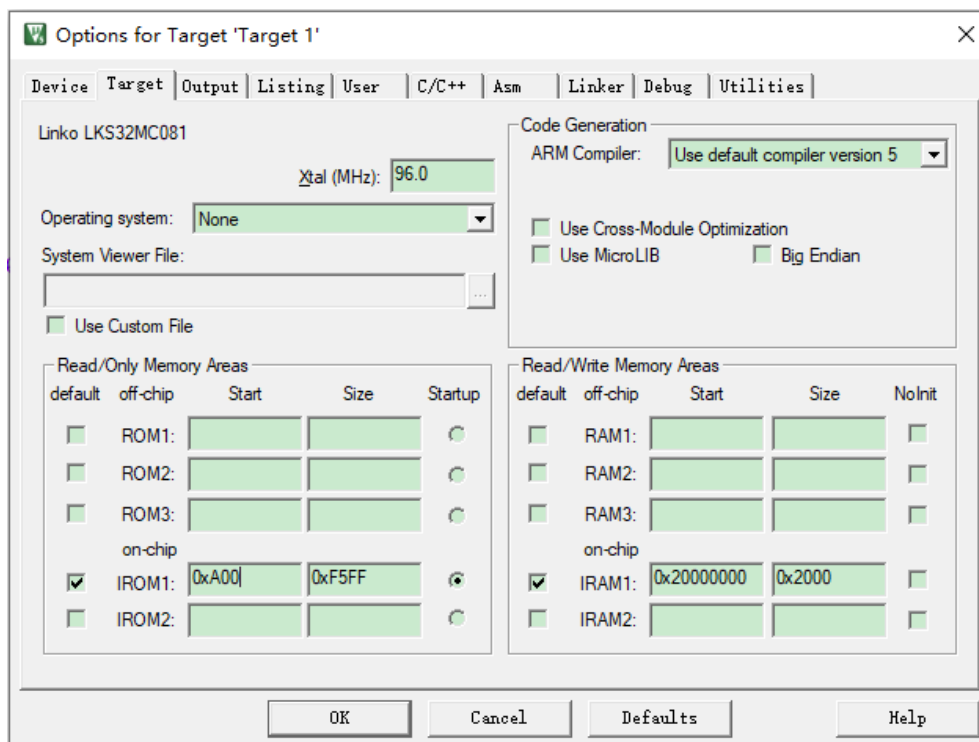 Options for Target 'Target 1'
Device Target Output Listing User C/C++ Asm Linker Debug Utilities
Linko LKS32MC081
Xtal (MHz): 96.0
Operating system: None
System Viewer File:
...
Use Custom File
Code Generation
ARM Compiler: Use default compiler version 5
Use Cross-Module Optimization
Use MicroLIB Big Endian
Read/Only Memory Areas
default off-chip Start Size Startup
ROM1:
ROM2:
ROM3:
on-chip
IROM1: 0xA00 0xF5FF
IROM2:
Read/Write Memory Areas
default off-chip Start Size NoInit
RAM1:
RAM2:
RAM3:
on-chip
IRAM1: 0x20000000 0x2000
IRAM2:
OK Cancel Defaults Help